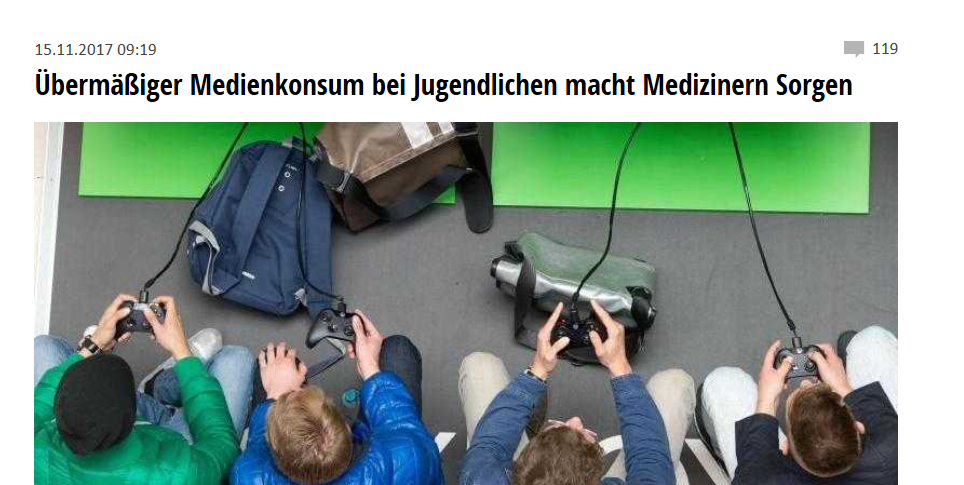 15.11.2017 09:19
119
Übermäßiger Medienkonsum bei Jugendlichen macht Medizinern Sorgen